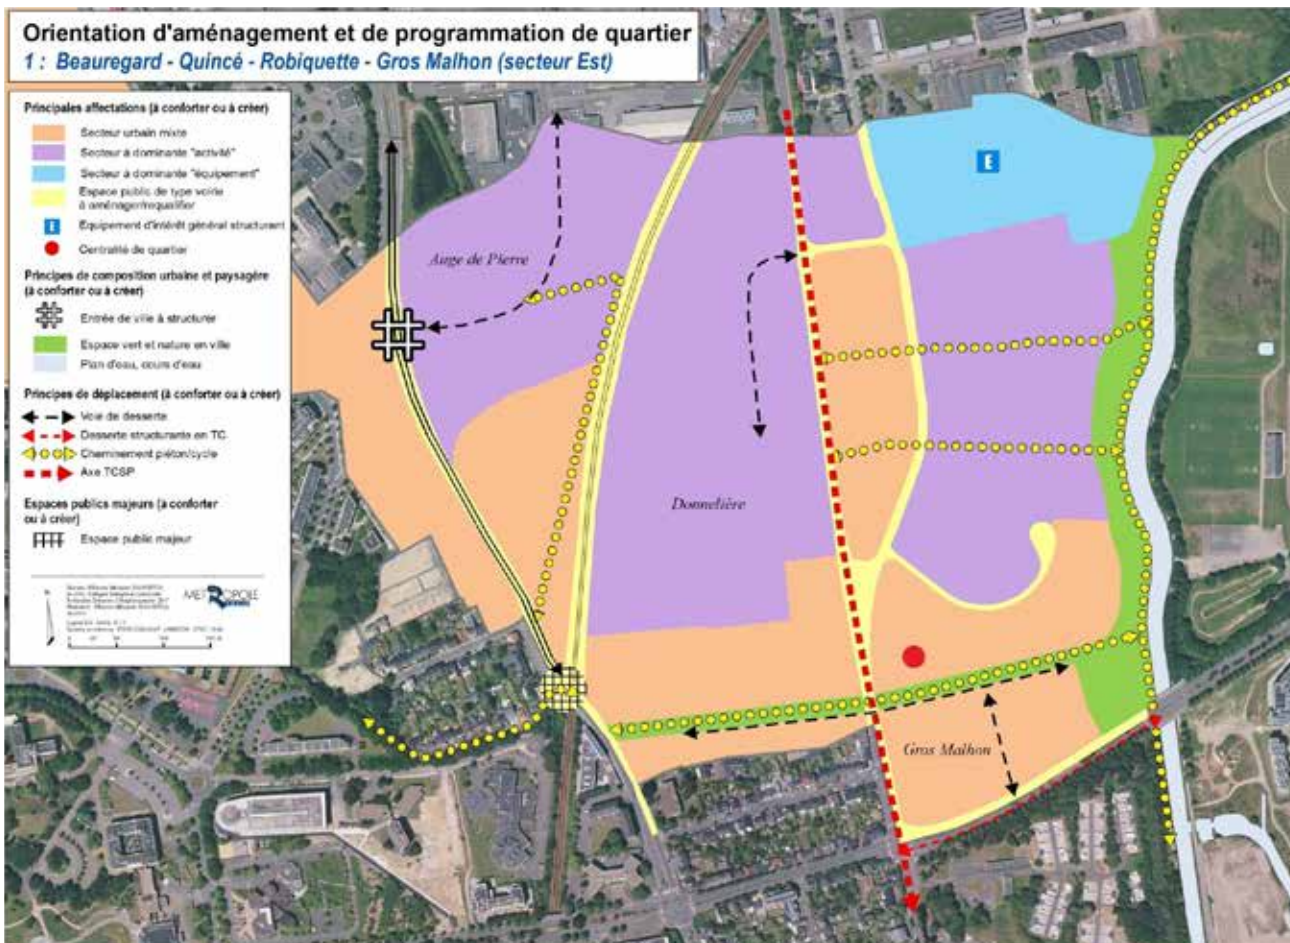 Orientation d'aménagement et de programmation de quartier
1 : Beauregard - Quincé - Robiquette - Gros Malhon (secteur Est)
Principales affectations (à conforter ou à créer)
Secteur urbain mixte
Secteur à dominante "activité"
Secteur à dominante "équipement"
Espace public de type voirie
à aménager/requalifier
E
Equipement d'intérêt général structurant
Centralité de quartier
Principes de composition urbaine et paysagère
(à conforter ou à créer)
Entrée de ville à structurer
Espace vert et nature en ville
Plan d'eau, cours d'eau
Principes de déplacement (à conforter ou à créer)
Voie de desserte
Desserte structurante en TC
Cheminement piéton/cycle
Axe TCSP
Espaces publics majeurs (à conforter
ou à créer)
Espace public majeur
METROPOLE
E
Auge de Pierre
Donnelière
Gros Malhon